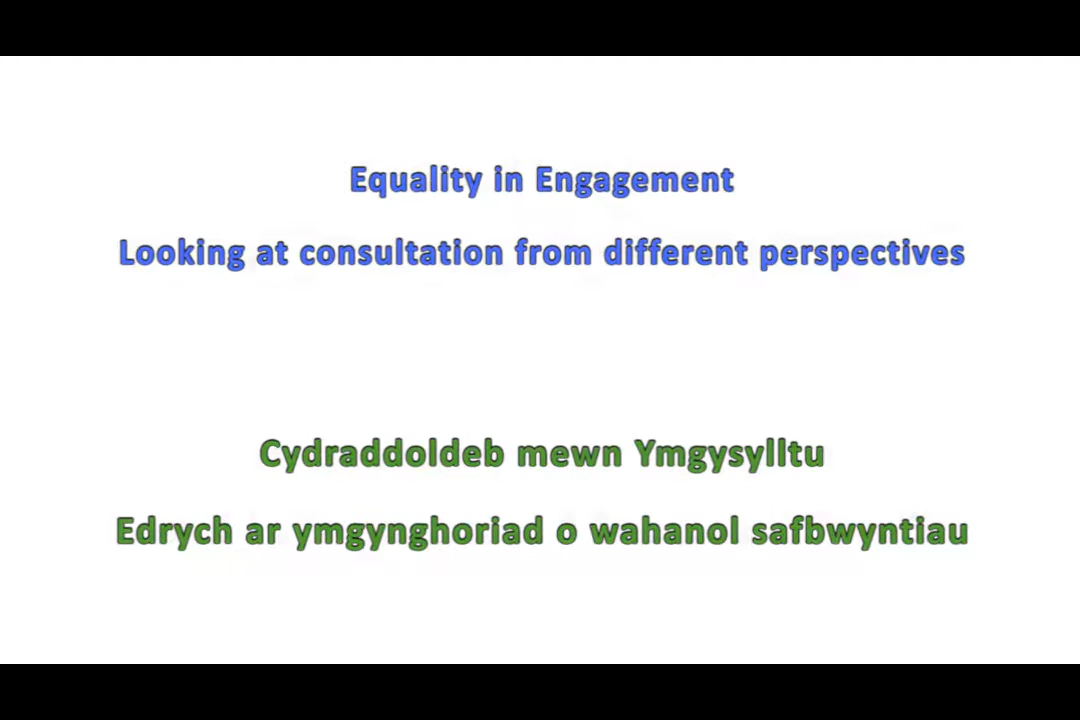 Equality in Engagement
Looking at consultation from different perspectives
Cydraddoldeb mewn Ymgysylltu
Edrych ar ymgynghoriad o wahanol safbwyntiau